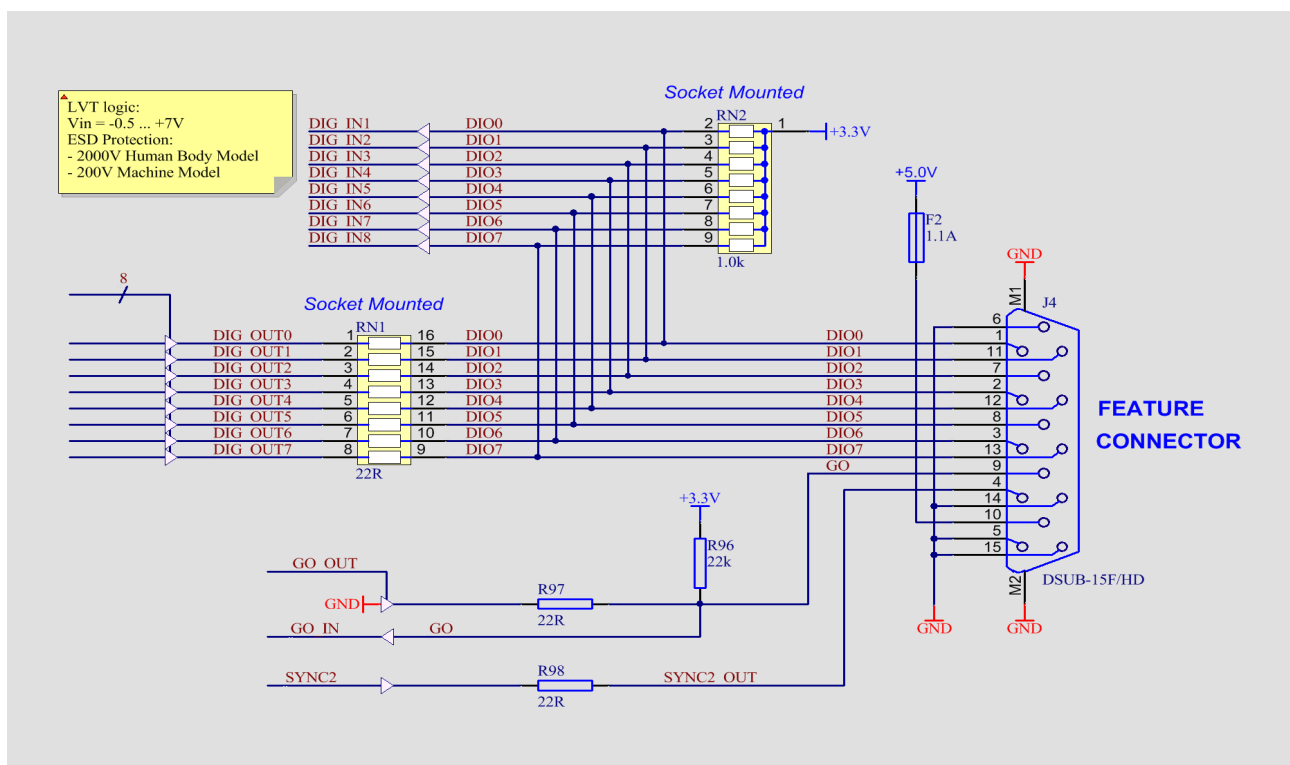 Socket Mounted
LVT logic:
Vin = -0.5 ... +7V
ESD Protection:
- 2000V Human Body Model
- 200V Machine Model
RN2
DIG_IN1 DIO0 2 1 +3.3V
DIG_IN2 DIO1 3
DIG_IN3 DIO2 4
DIG_IN4 DIO3 5
DIG_IN5 DIO4 6
DIG_IN6 DIO5 7
DIG_IN7 DIO6 8
DIG_IN8 DIO7 9
1.0k
+5.0V
F2
1.1A
GND
M1
J4
8
Socket Mounted
RN1
DIG_OUT0 1 16 DIO0 DIO0
DIG_OUT1 2 15 DIO1 DIO1
DIG_OUT2 3 14 DIO2 DIO2
DIG_OUT3 4 13 DIO3 DIO3
DIG_OUT4 5 12 DIO4 DIO4
DIG_OUT5 6 11 DIO5 DIO5
DIG_OUT6 7 10 DIO6 DIO6
DIG_OUT7 8 9 DIO7 DIO7
22R
GO
6
1
11
7
2
12
8
3
13
9
4
14
10
5
15
FEATURE
CONNECTOR
M2
DSUB-15F/HD
GND
GND
+3.3V
R96
22k
GO_OUT
GND
R97
22R
GO_IN GO
SYNC2
R98
22R
SYNC2_OUT